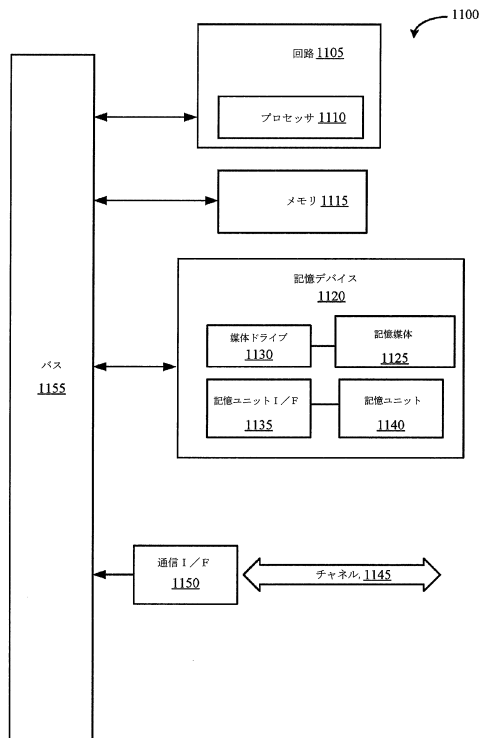 1100
回路 1105
プロセッサ 1110
メモリ 1115
記憶デバイス
1120
媒体ドライブ
1130
記憶媒体
1125
記憶ユニットＩ／Ｆ
1135
記憶ユニット
1140
バス
1155
通信Ｉ／Ｆ
1150
チャネル, 1145